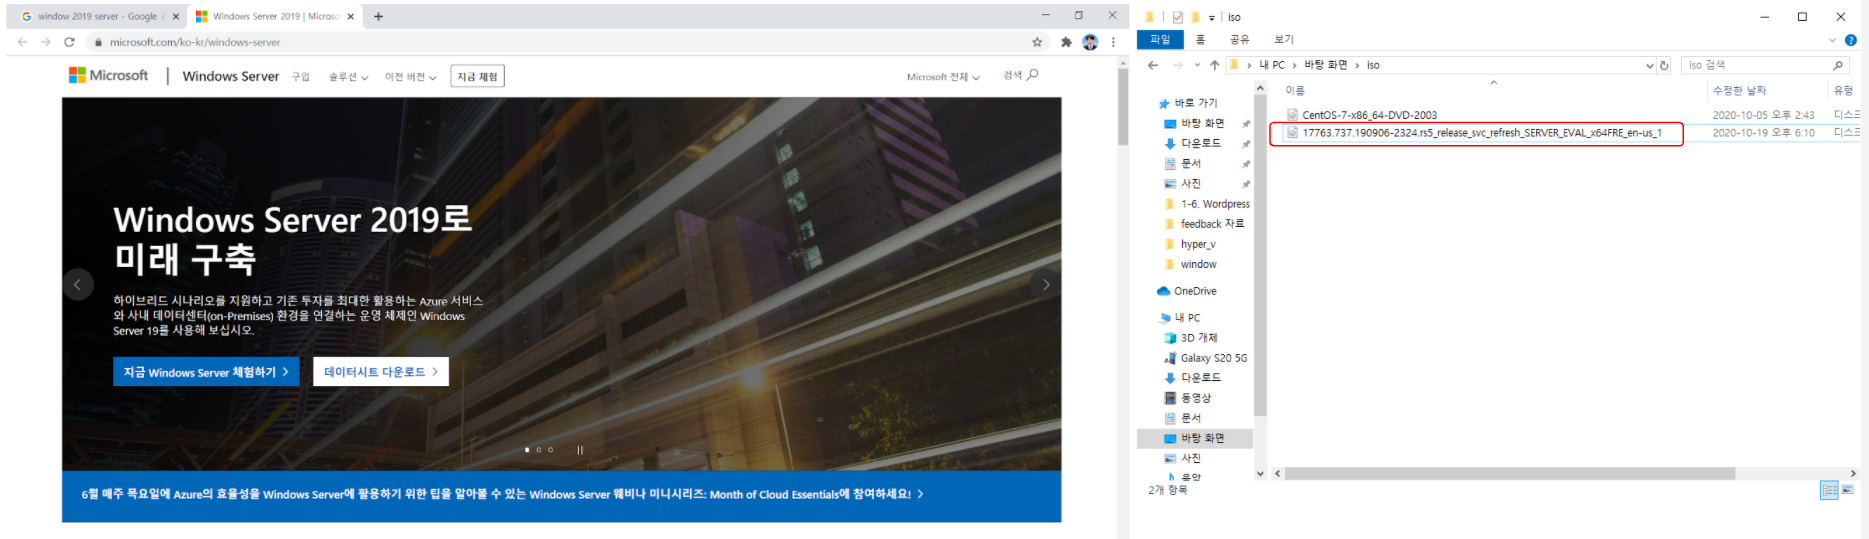 window 2019 server - Google
Windows Server 2019 | Microso
microsoft.com/ko-kr/windows-server
Microsoft
Windows Server 구입 솔루션 이전 버전 지금 체험
Microsoft 전체 검색
Windows Server 2019로
미래 구축
하이브리드 시나리오를 지원하고 기존 투자를 최대한 활용하는 Azure 서비스
와 사내 데이터센터(on-Premises) 환경을 연결하는 운영 체제인 Windows
Server 19를 사용해 보십시오.
지금 Windows Server 체험하기
데이터시트 다운로드
6월 매주 목요일에 Azure의 효율성을 Windows Server에 활용하기 위한 팁을 알아볼 수 있는 Windows Server 웨비나 미니시리즈: Month of Cloud Essentials에 참여하세요!
iso
파일 홈 공유 보기
내 PC > 바탕 화면 > iso
iso 검색
이름 수정한 날짜 유형
CentOS-7-x86_64-DVD-2003 2020-10-05 오후 2:43 디스크
17763.737.190906-2324.rs5_release_svc_refresh_SERVER_EVAL_x64FRE_en-us_1 2020-10-19 오후 6:10 디스크
바로 가기
바탕 화면
다운로드
문서
사진
1-6. Wordpress
feedback 자료
hyper_v
window
OneDrive
내 PC
3D 개체
Galaxy S20 5G
다운로드
동영상
문서
바탕 화면
사진
음악
2개 항목